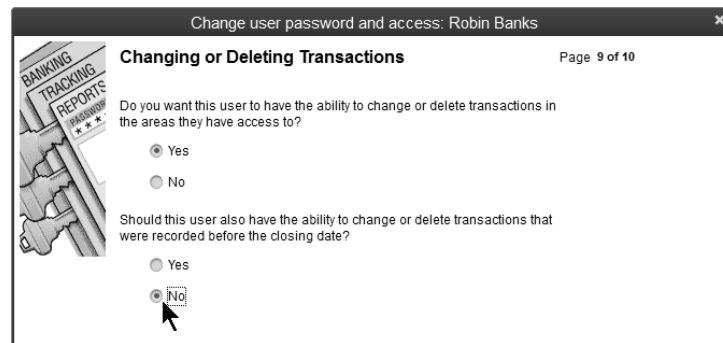 Change user password and access: Robin Banks
BANKING
TRACKING
REPORTS
PASSWORD
****
Changing or Deleting Transactions
Page 9 of 10
Do you want this user to have the ability to change or delete transactions in
the areas they have access to?
Yes
No
Should this user also have the ability to change or delete transactions that
were recorded before the closing date?
Yes
No